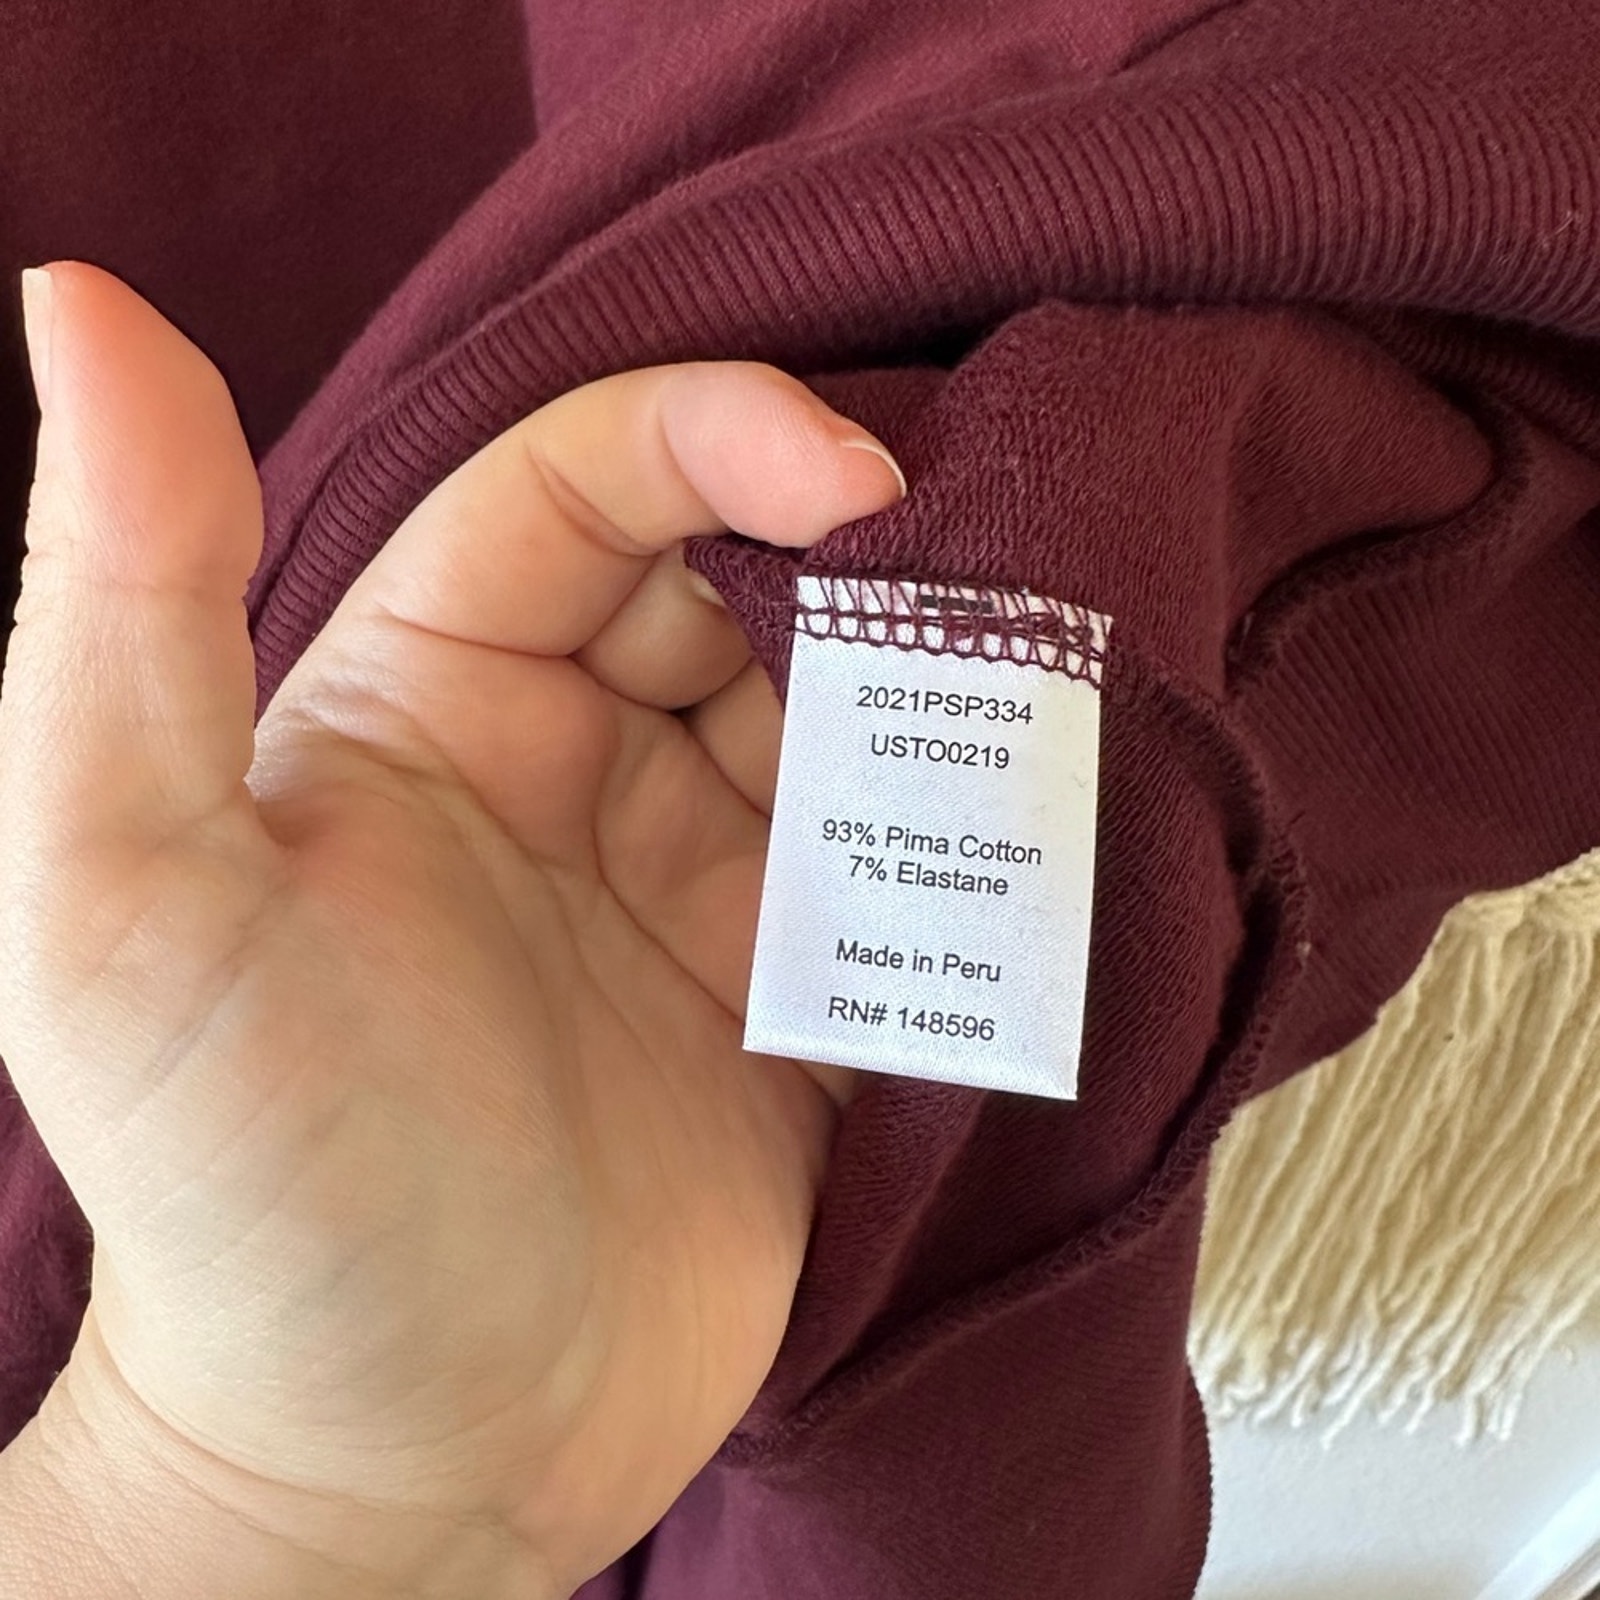 2021PSP334
USTO0219
93% Pima Cotton
7% Elastane
Made in Peru
RN# 148596